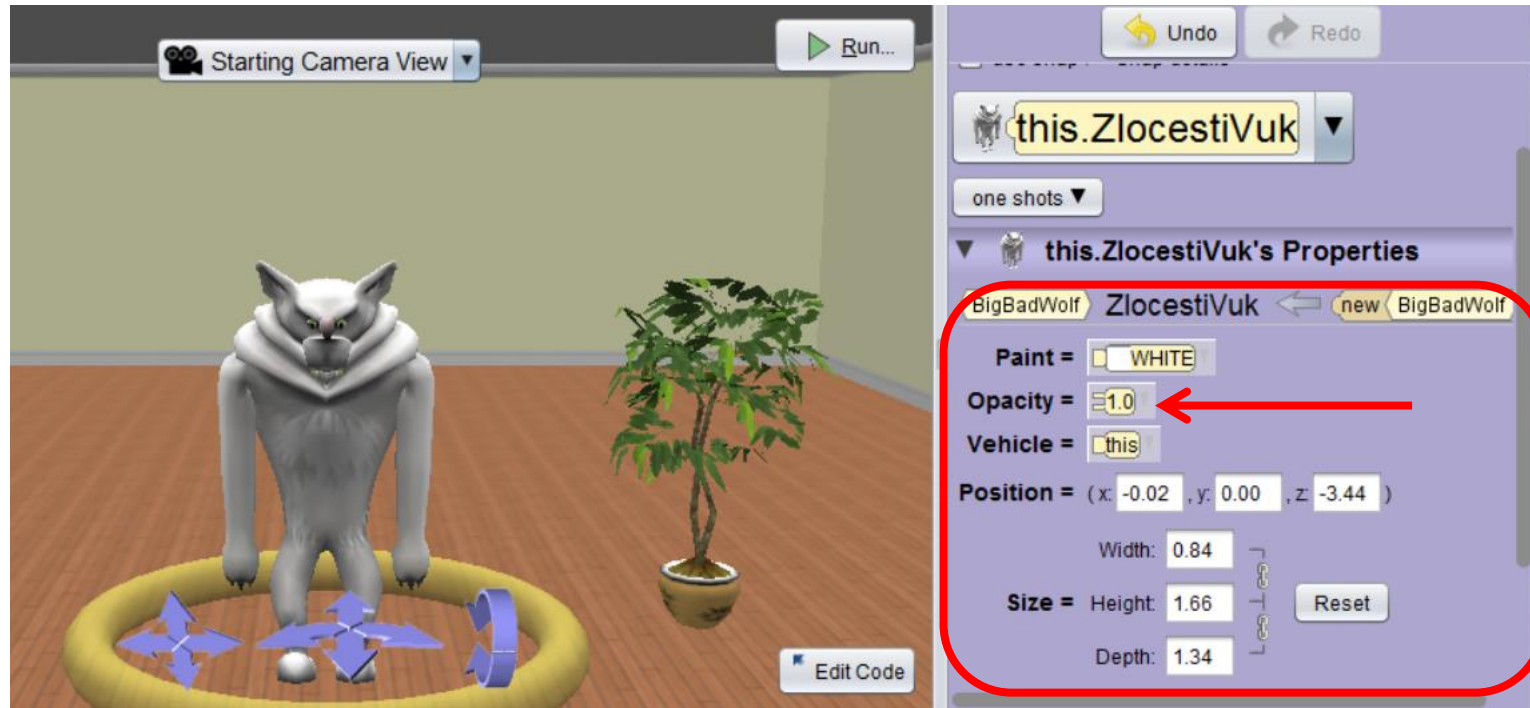 Starting Camera View
Run...
Undo
Redo
this.ZlocestiVuk
one shots
this.ZlocestiVuk's Properties
BigBadWolf ZlocestiVuk new BigBadWolf
Paint = WHITE
Opacity = 1.0
Vehicle = this
Position = ( x: -0.02 , y: 0.00 , z: -3.44 )
Width: 0.84
Size = Height: 1.66 Reset
Depth: 1.34
Edit Code